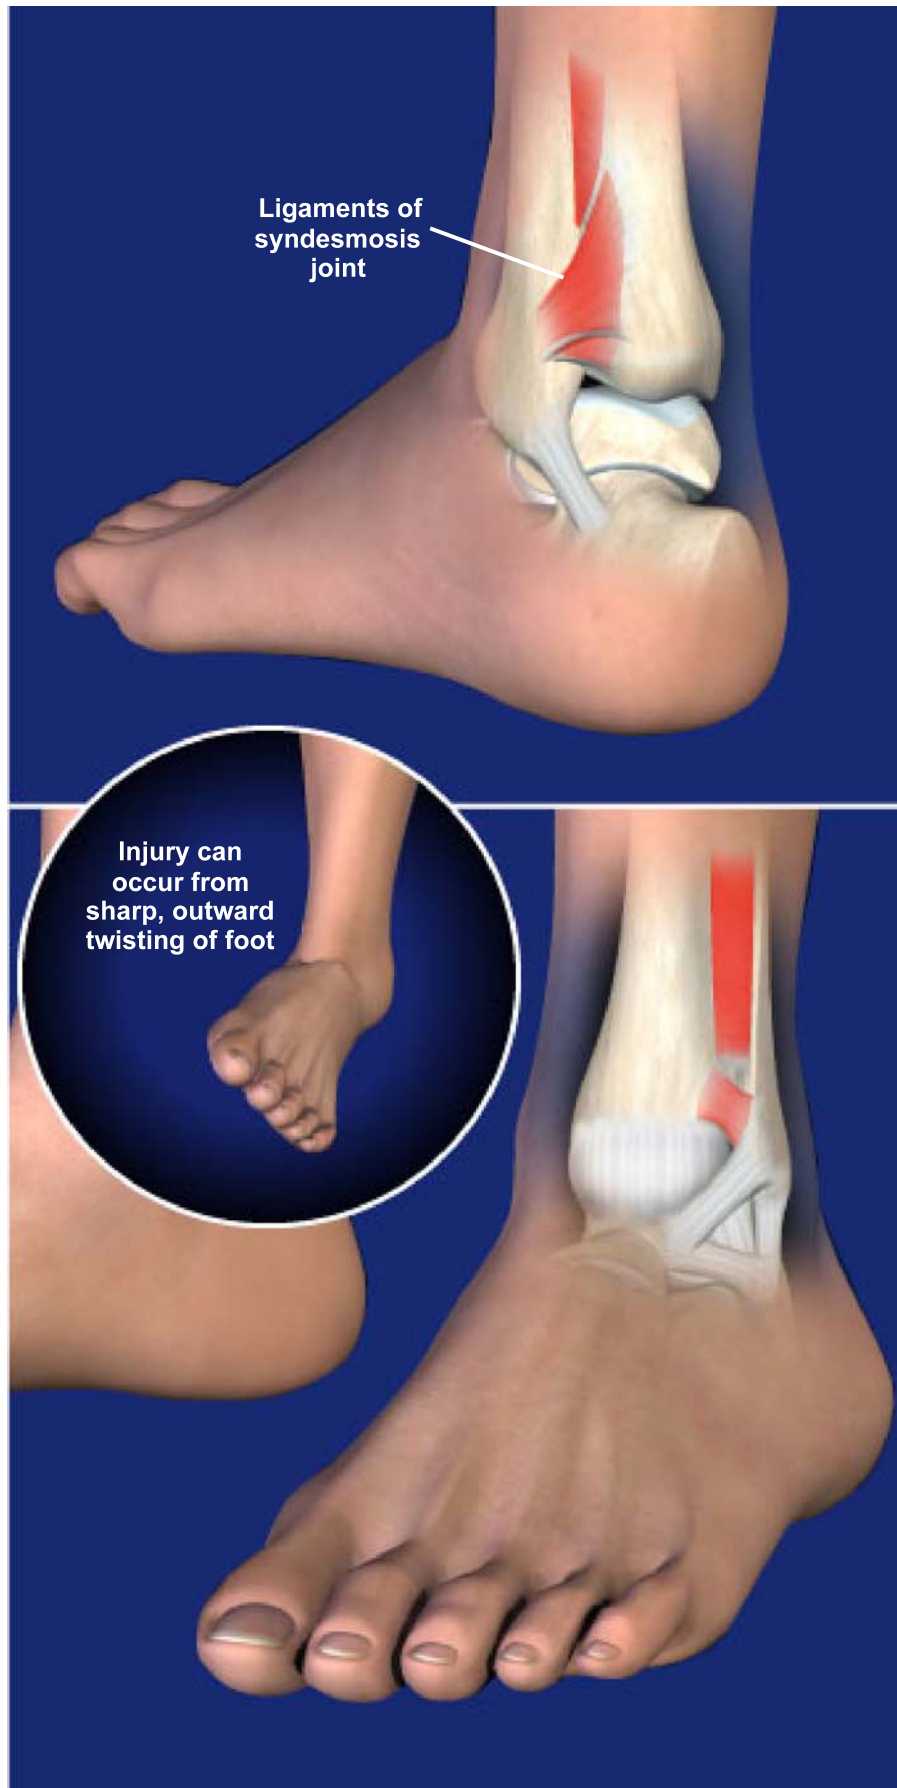 Ligaments of
syndesmosis
joint
Injury can
occur from
sharp, outward
twisting of foot